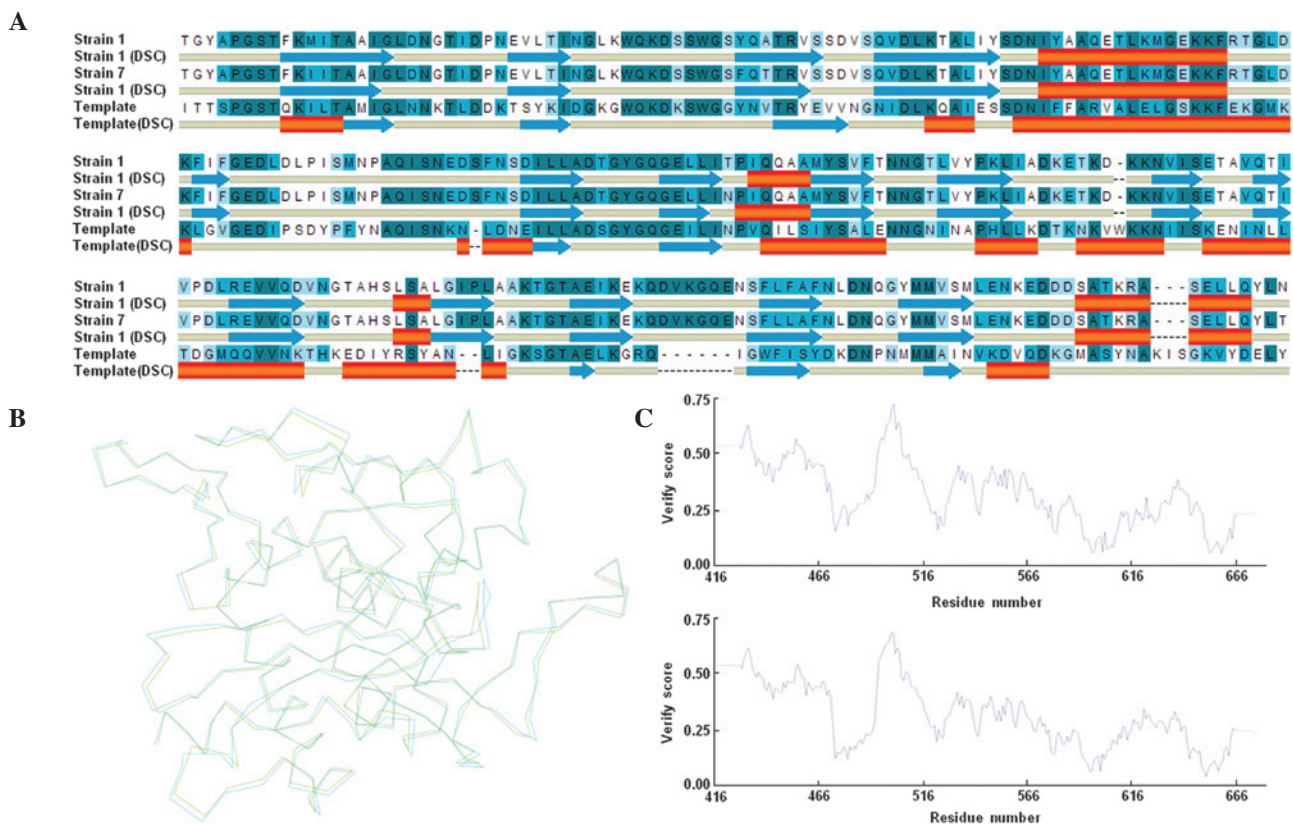 A
Strain 1 TGYAPGSTFKMITAAIGLDNGTIDPNEVLTINGLKWQKDSSWGSYQATRVSSDVSQVDLKTALIYSDNIYAAQETLKMGEKKFRTGLD
Strain 1 (DSC)
Strain 7 TGYAPGSTFKIITAAIGLDNGTIDPNEVLTINGLKWQKDSSWGSFQTTRVSSDVSQVDLKTALIYSDNIYAAQETLKMGEKKFRTGLD
Strain 1 (DSC)
Template ITTSPGSTQKILTAMIGLNNKTLDDKTSYKIDGKGWQKDKSWGGYNVTRYEVVNGNIDLKQAIESSDNIFFARVALELGSKKFEKGMK
Template(DSC)
Strain 1 KFIFGEDLDLPISMNPAQISNEDSFNSDILLADTGYGQGELLITPIQQAAMYSVFTNNGTLVYPKLIADKETKD-KKNVISETAVQTI
Strain 1 (DSC)
Strain 7 KFIFGEDLDLPISMNPAQISNEDSFNSDILLADTGYGQGELLINPIQQAAMYSVFTNNGTLVYPKLIADKETKD-KKNVISETAVQTI
Strain 1 (DSC)
Template KLGVGEDIPSDYPFYNAQISNKN-LDNEILLADSGYGQGEILINPVQILSIYSALENNGNINAPHLLKDTKNKVWKKNIISKENINLL
Template(DSC)
Strain 1 VPDLREVVQDVNGTAHSLSALGIPLAAKTGTAEIKEKQDVKGQENSFLFAFNLDNQGYMMVSMLENKEDDDSATKRA---SELLQYLN
Strain 1 (DSC)
Strain 7 VPDLREVVQDVNGTAHSLSALGIPLAAKTGTAEIKEKQDVKGQENSFLLAFNLDNQGYMMVSMLENKEDDDSATKRA---SELLQYLT
Strain 1 (DSC)
Template TDGMQQVVNKTHKEDIYRSYAN--LIGKSGTAELKGRQ------IGWFISYDKDNPNMMMAINVKDVQDKGMASYNAKISGKVYDELY
Template(DSC)
B
C
Verify score
0.75
0.50
0.25
0.00
416 466 516 566 616 666
Residue number
Verify score
0.75
0.50
0.25
0.00
416 466 516 566 616 666
Residue number